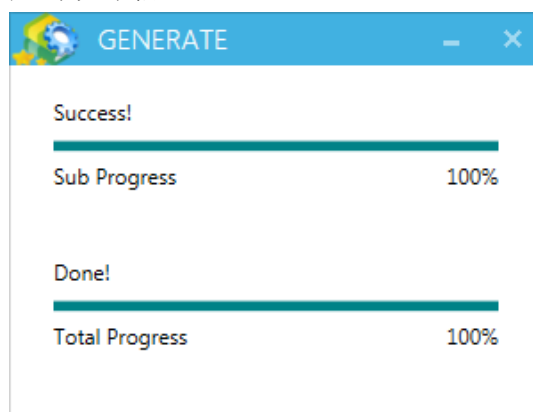 GENERATE
Success!
Sub Progress 100%
Done!
Total Progress 100%